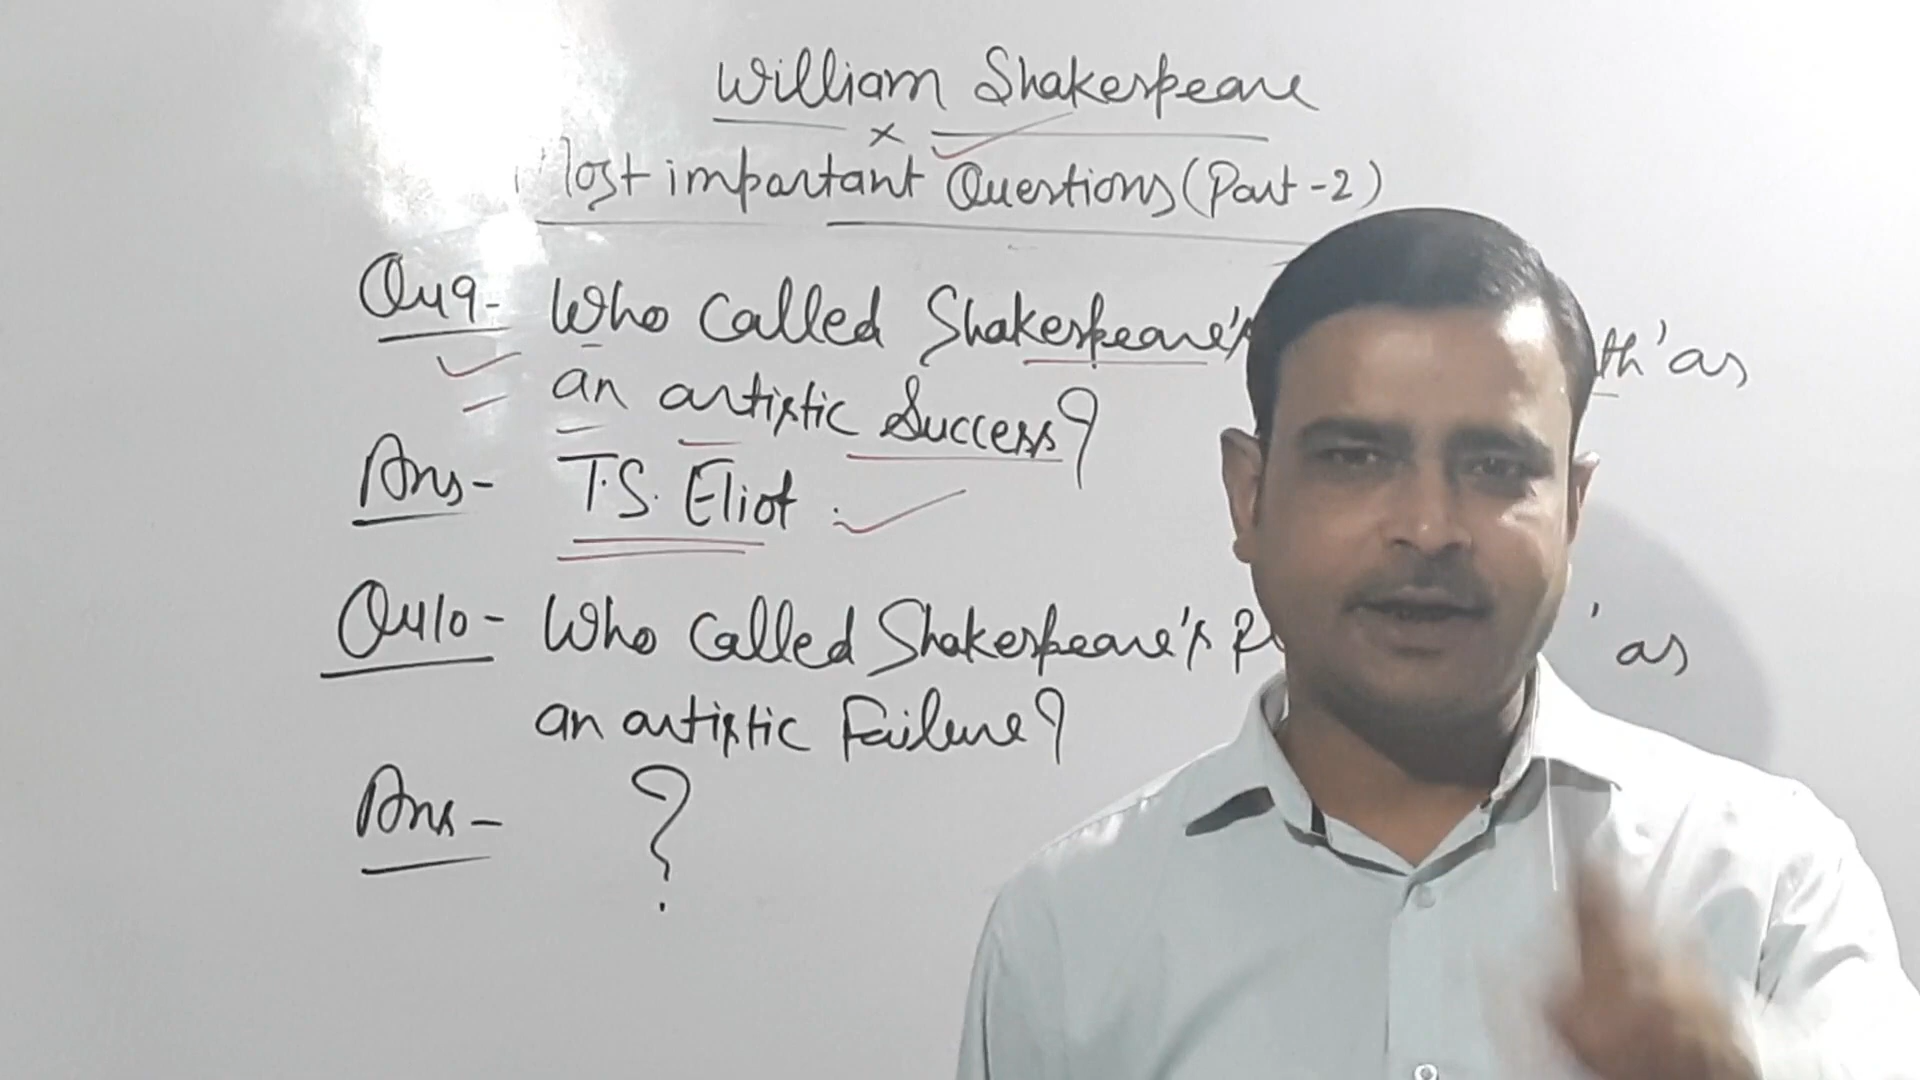 William Shakespeare
×
Most important Questions (Part-2)
Qu9- Who called Shakespeare's th' as
an artistic Success?
Ans- T.S. Eliot.
Qu10- Who called Shakespeare's ' as
an artistic Failure?
Ans- ?